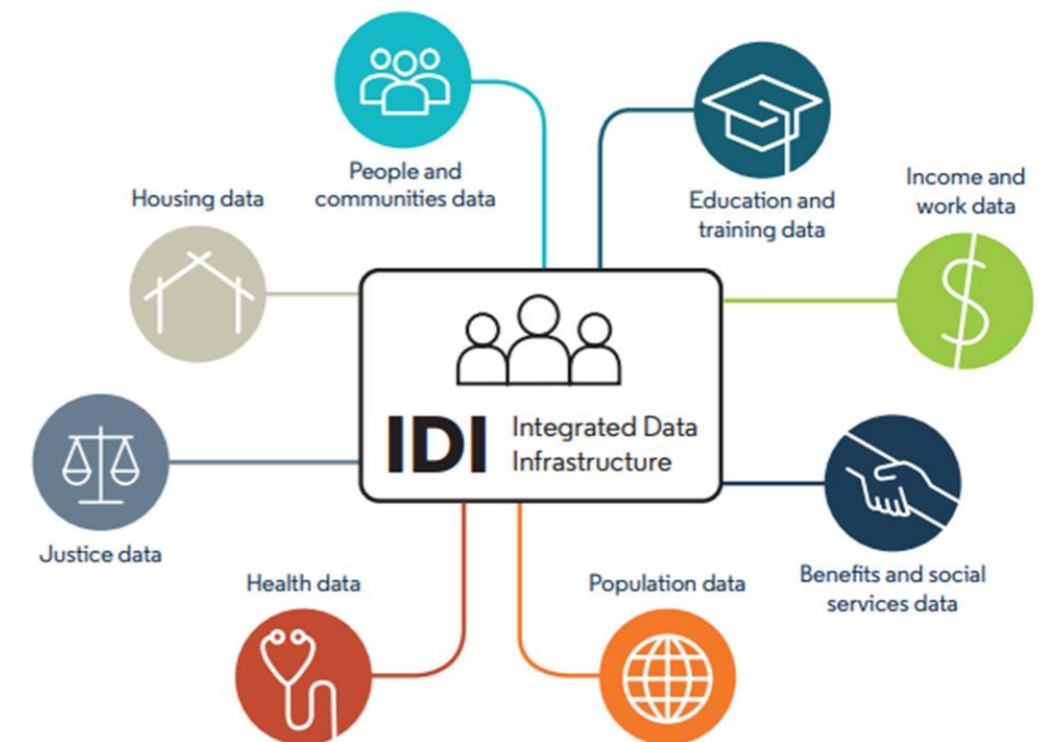 People and
communities data
Education and
training data
Income and
work data
Housing data
IDI
Integrated Data
Infrastructure
Justice data
Benefits and social
services data
Health data
Population data